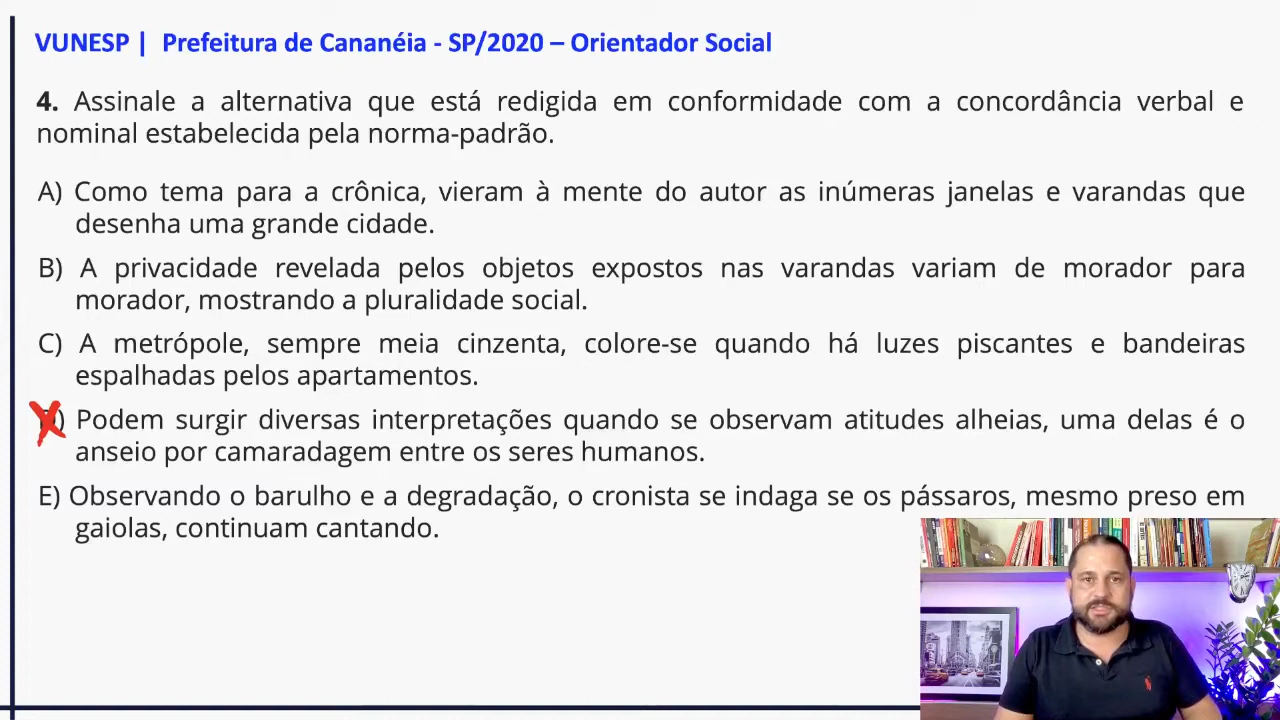 VUNESP | Prefeitura de Cananéia - SP/2020 – Orientador Social
4. Assinale a alternativa que está redigida em conformidade com a concordância verbal e
nominal estabelecida pela norma-padrão.
A) Como tema para a crônica, vieram à mente do autor as inúmeras janelas e varandas que
desenha uma grande cidade.
B) A privacidade revelada pelos objetos expostos nas varandas variam de morador para
morador, mostrando a pluralidade social.
C) A metrópole, sempre meia cinzenta, colore-se quando há luzes piscantes e bandeiras
espalhadas pelos apartamentos.
D) Podem surgir diversas interpretações quando se observam atitudes alheias, uma delas é o
anseio por camaradagem entre os seres humanos.
E) Observando o barulho e a degradação, o cronista se indaga se os pássaros, mesmo preso em
gaiolas, continuam cantando.